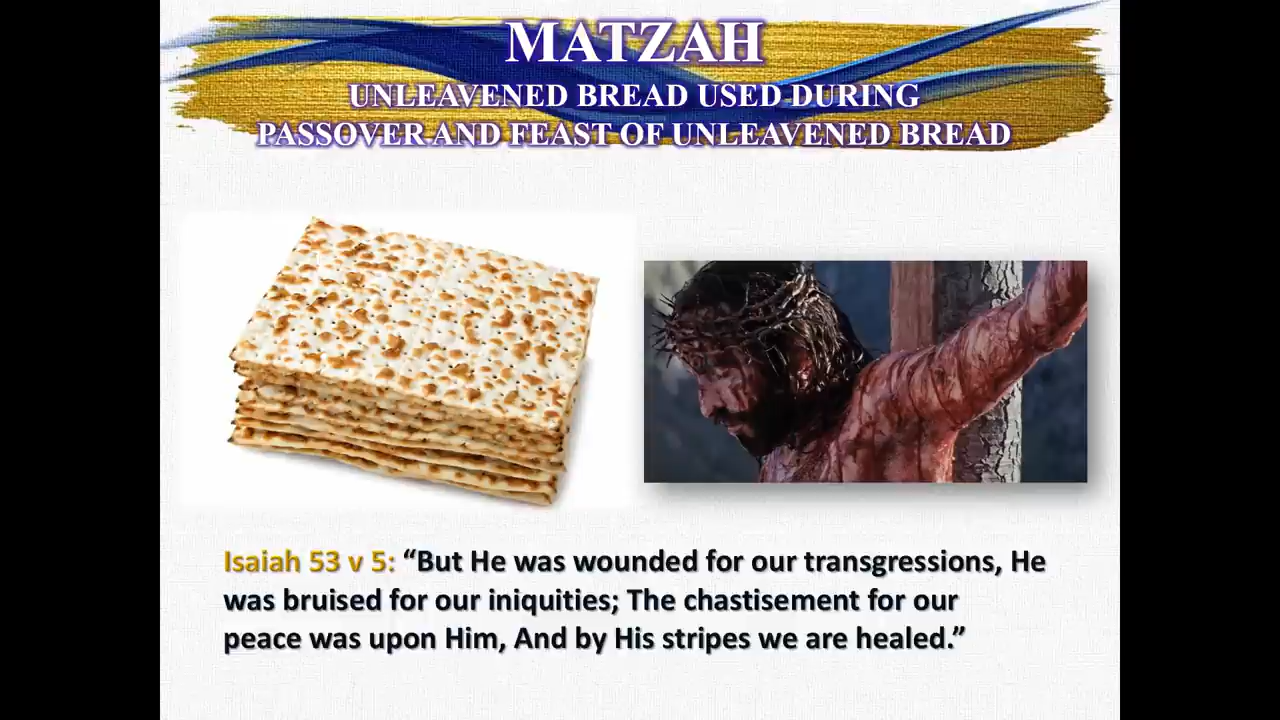 MATZAH
UNLEAVENED BREAD USED DURING
PASSOVER AND FEAST OF UNLEAVENED BREAD
Isaiah 53 v 5: “But He was wounded for our transgressions, He
was bruised for our iniquities; The chastisement for our
peace was upon Him, And by His stripes we are healed.”